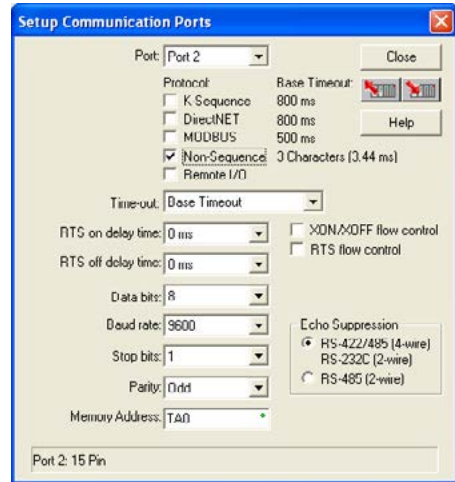 Setup Communication Ports
Port: Port 2
Close
Protocol: Base Timeout:
K-Sequence 800 ms
DirectNET 800 ms
MODBUS 500 ms
Help
Non-Sequence 3 Characters (3.44 ms)
Remote I/O
Time-out: Base Timeout
RTS on delay time: 0 ms
XON/XOFF flow control
RTS flow control
RTS off delay time: 0 ms
Data bits: 8
Baud rate: 9600
Echo Suppression
RS-422/485 (4-wire)
RS-232C (2-wire)
Stop bits: 1
RS-485 (2-wire)
Parity: Odd
Memory Address: TA0
Port 2: 15 Pin